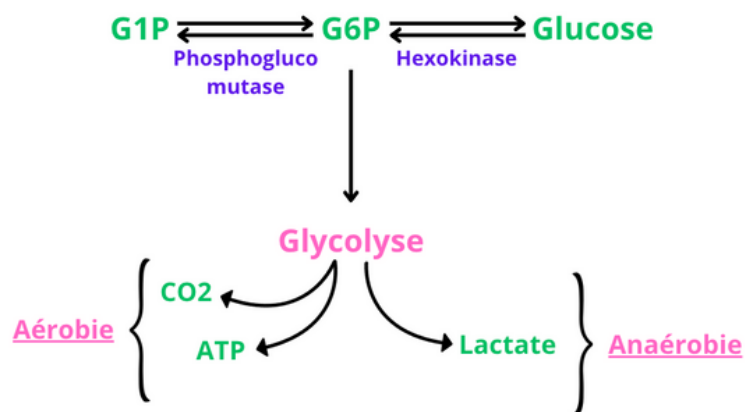 G1P G6P Glucose
Phosphogluco Hexokinase
mutase
Glycolyse
CO2
Aérobie
ATP Lactate Anaérobie